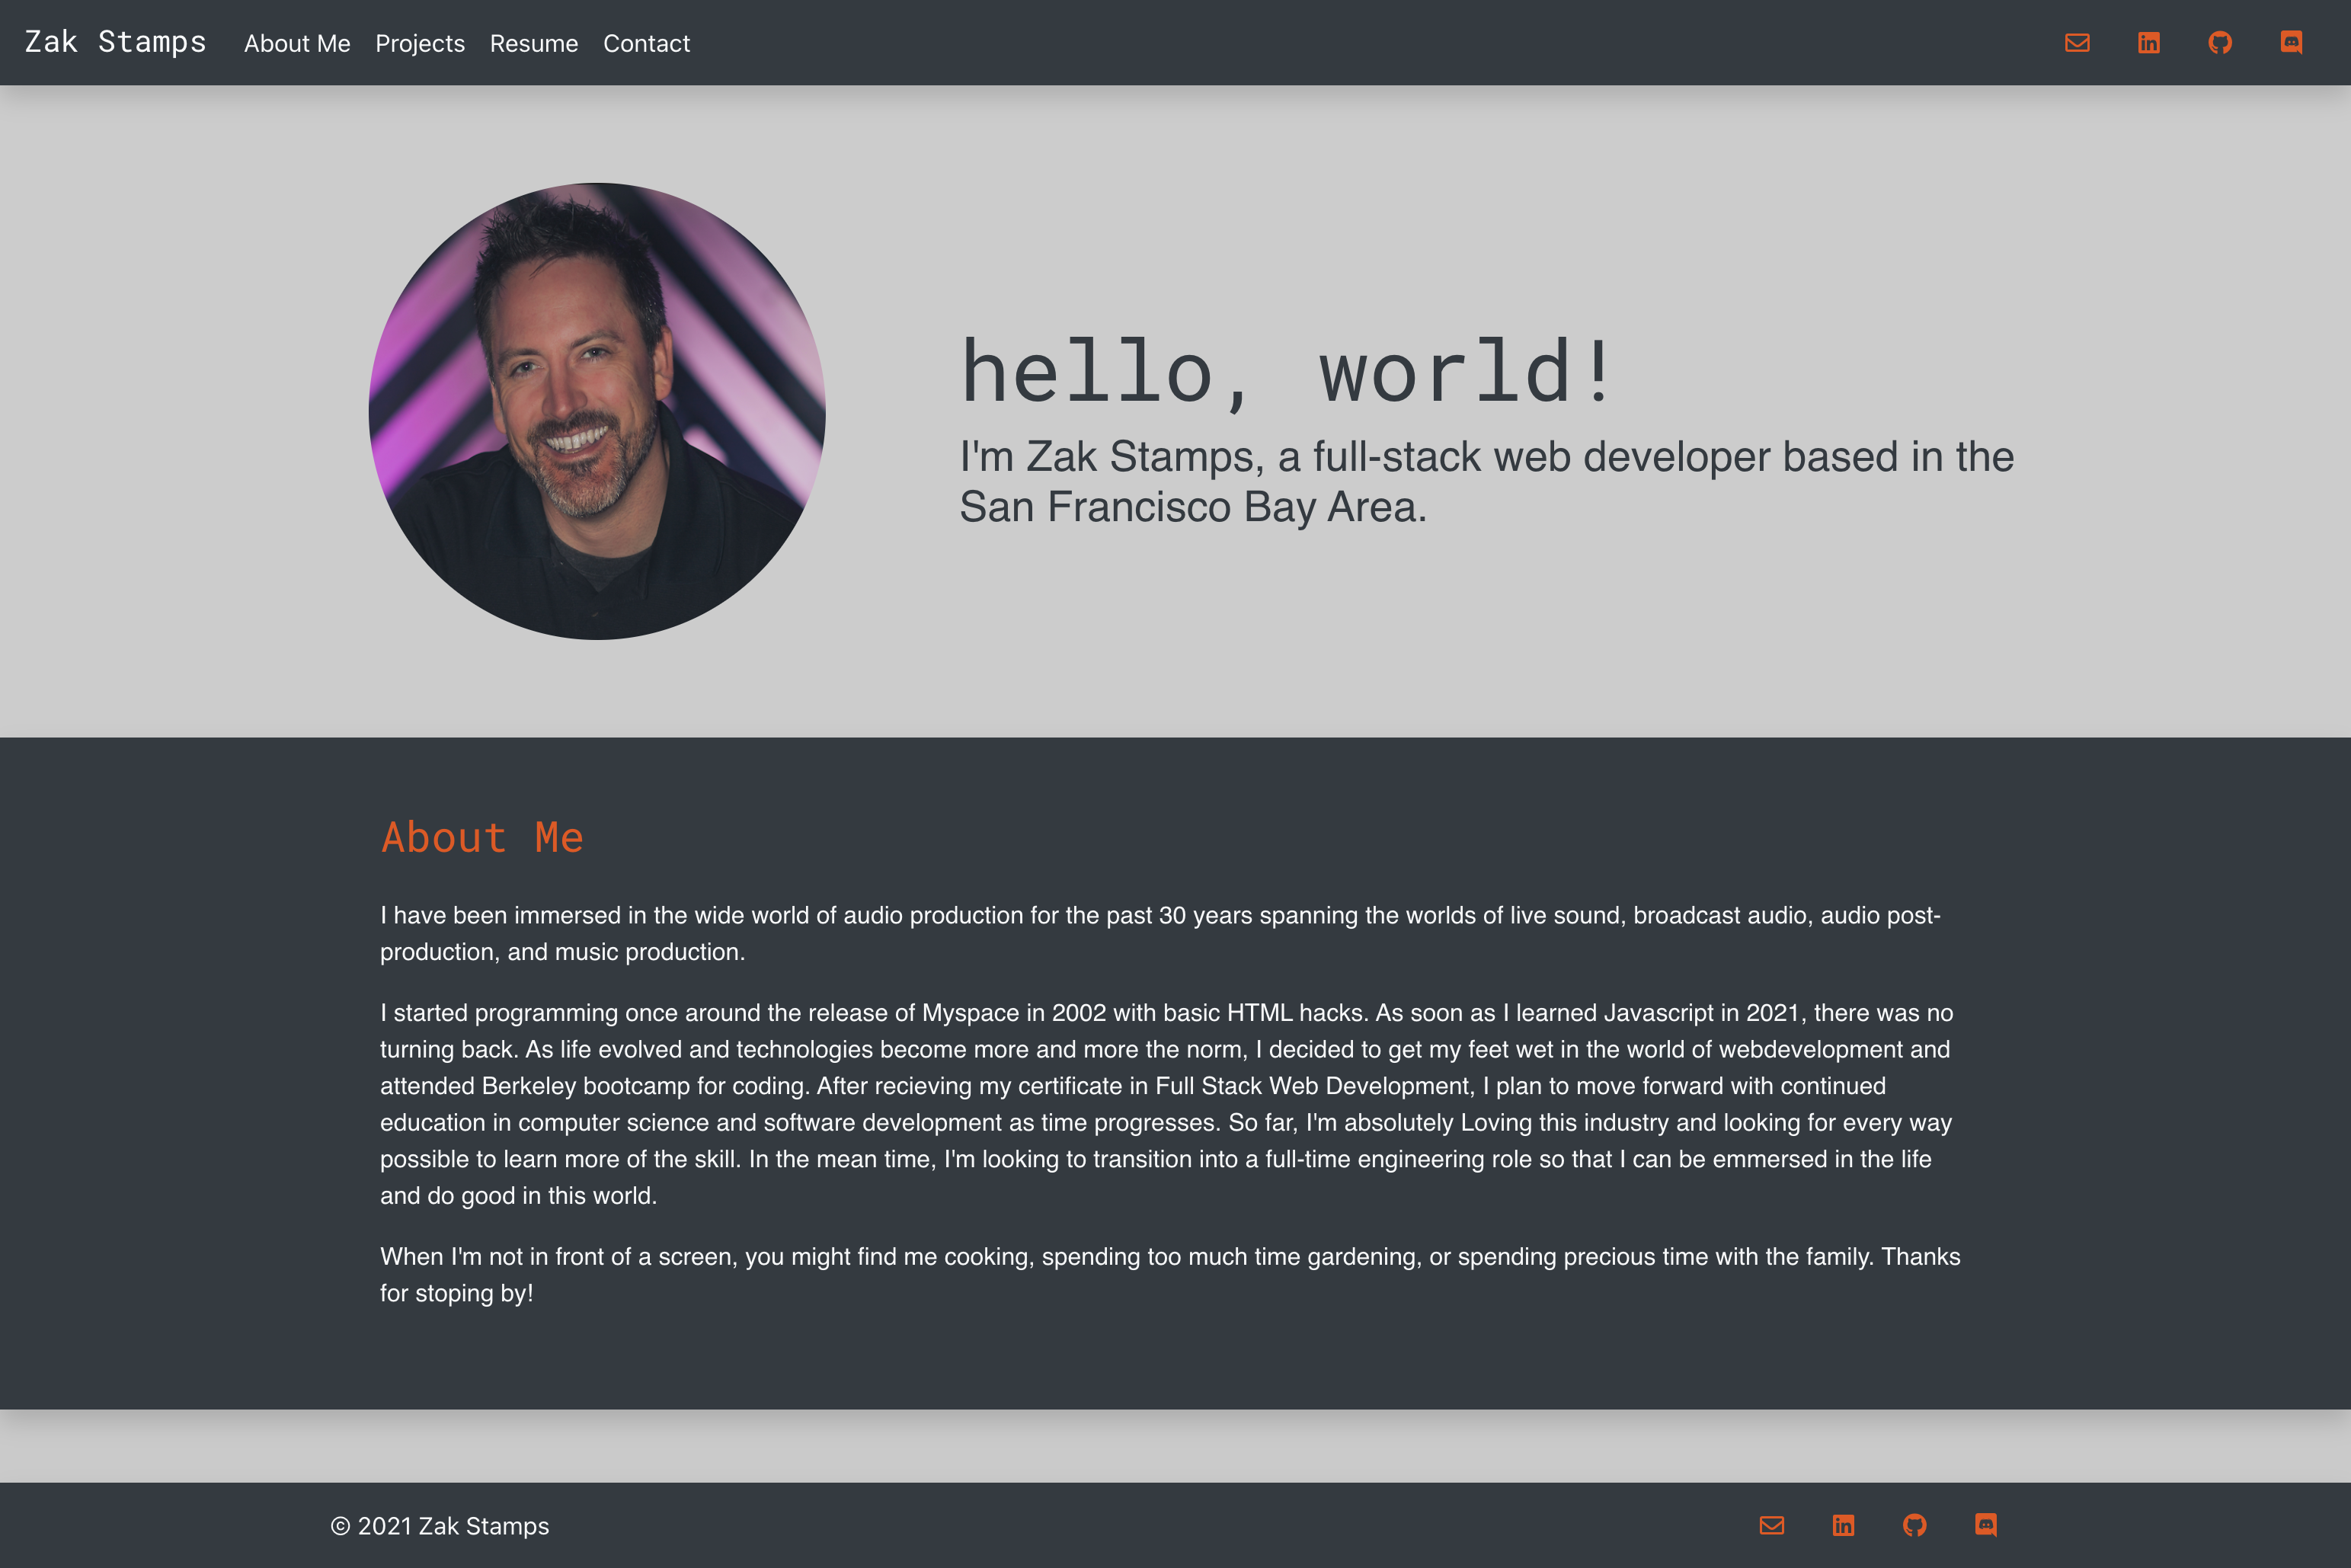 Zak Stamps About Me Projects Resume Contact
hello, world!
I'm Zak Stamps, a full-stack web developer based in the
San Francisco Bay Area.
About Me
I have been immersed in the wide world of audio production for the past 30 years spanning the worlds of live sound, broadcast audio, audio post-
production, and music production.
I started programming once around the release of Myspace in 2002 with basic HTML hacks. As soon as I learned Javascript in 2021, there was no
turning back. As life evolved and technologies become more and more the norm, I decided to get my feet wet in the world of webdevelopment and
attended Berkeley bootcamp for coding. After recieving my certificate in Full Stack Web Development, I plan to move forward with continued
education in computer science and software development as time progresses. So far, I'm absolutely Loving this industry and looking for every way
possible to learn more of the skill. In the mean time, I'm looking to transition into a full-time engineering role so that I can be emmersed in the life
and do good in this world.
When I'm not in front of a screen, you might find me cooking, spending too much time gardening, or spending precious time with the family. Thanks
for stoping by!
© 2021 Zak Stamps